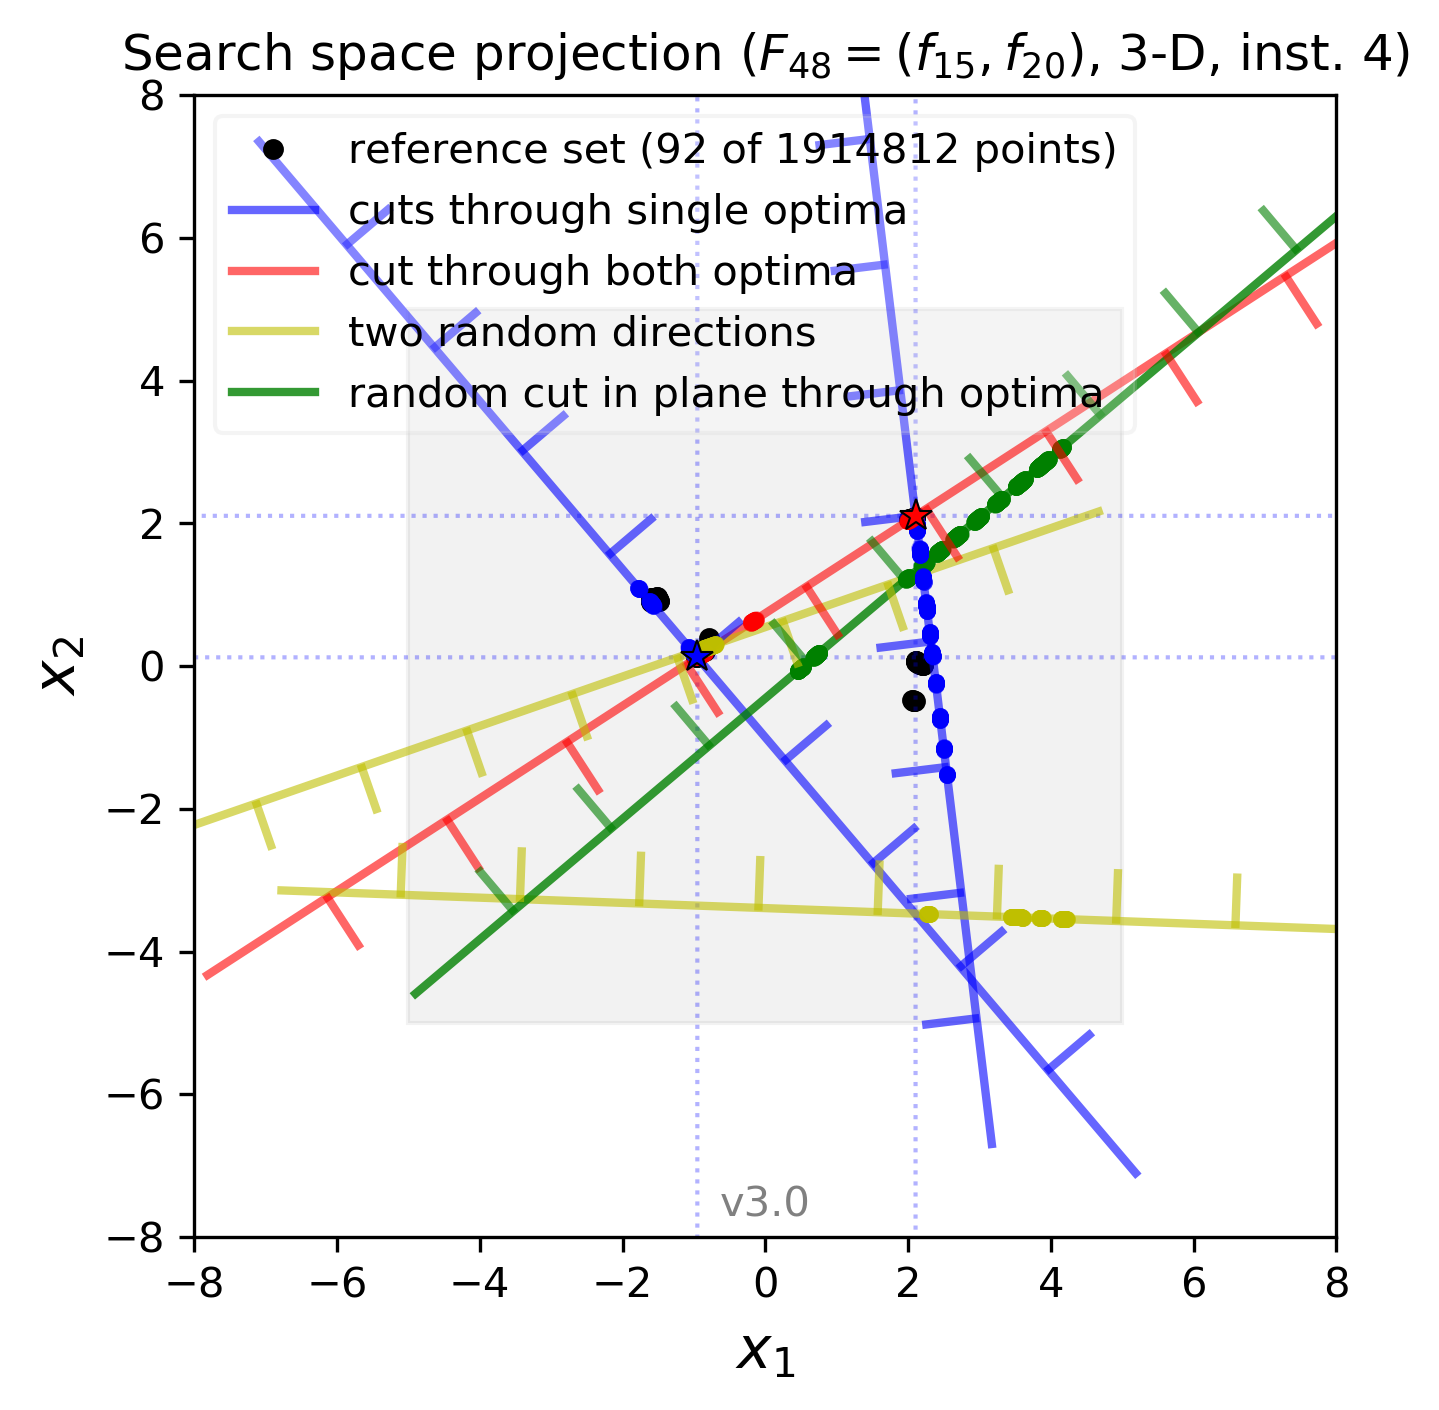 Search space projection (F₄₈ = (f₁₅, f₂₀), 3-D, inst. 4)
reference set (92 of 1914812 points)
cuts through single optima
cut through both optima
two random directions
random cut in plane through optima
8
6
4
2
0
−2
−4
−6
−8
x₂
v3.0
−8 −6 −4 −2 0 2 4 6 8
x₁